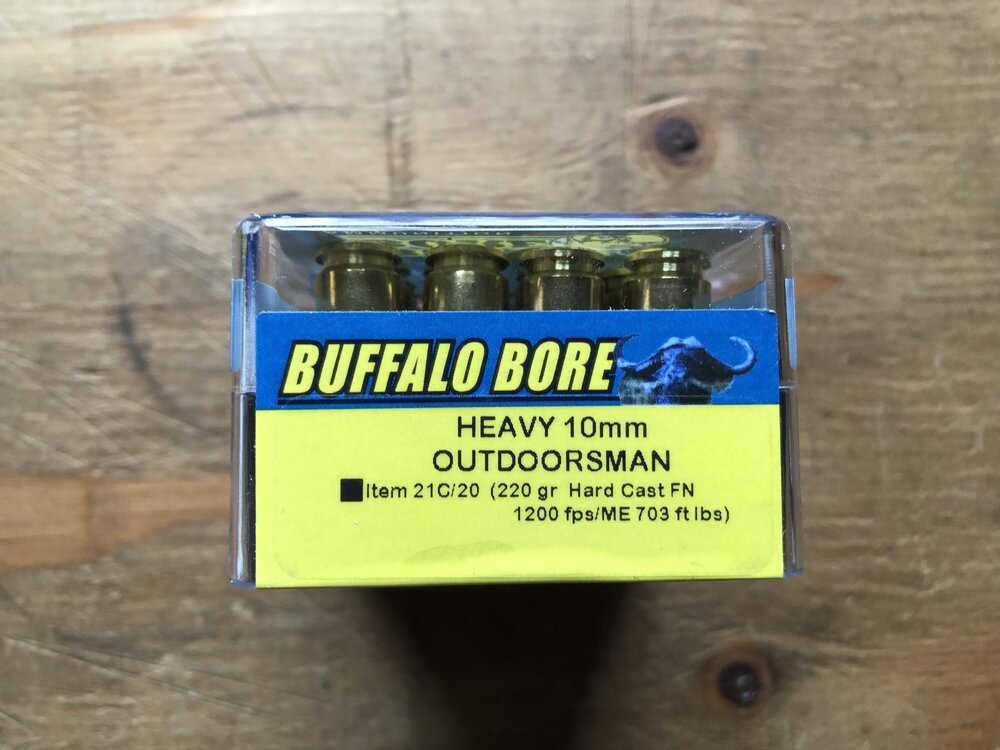 BUFFALO BORE
HEAVY 10mm
OUTDOORSMAN
Item 21C/20 (220 gr Hard Cast FN
1200 fps/ME 703 ft lbs)